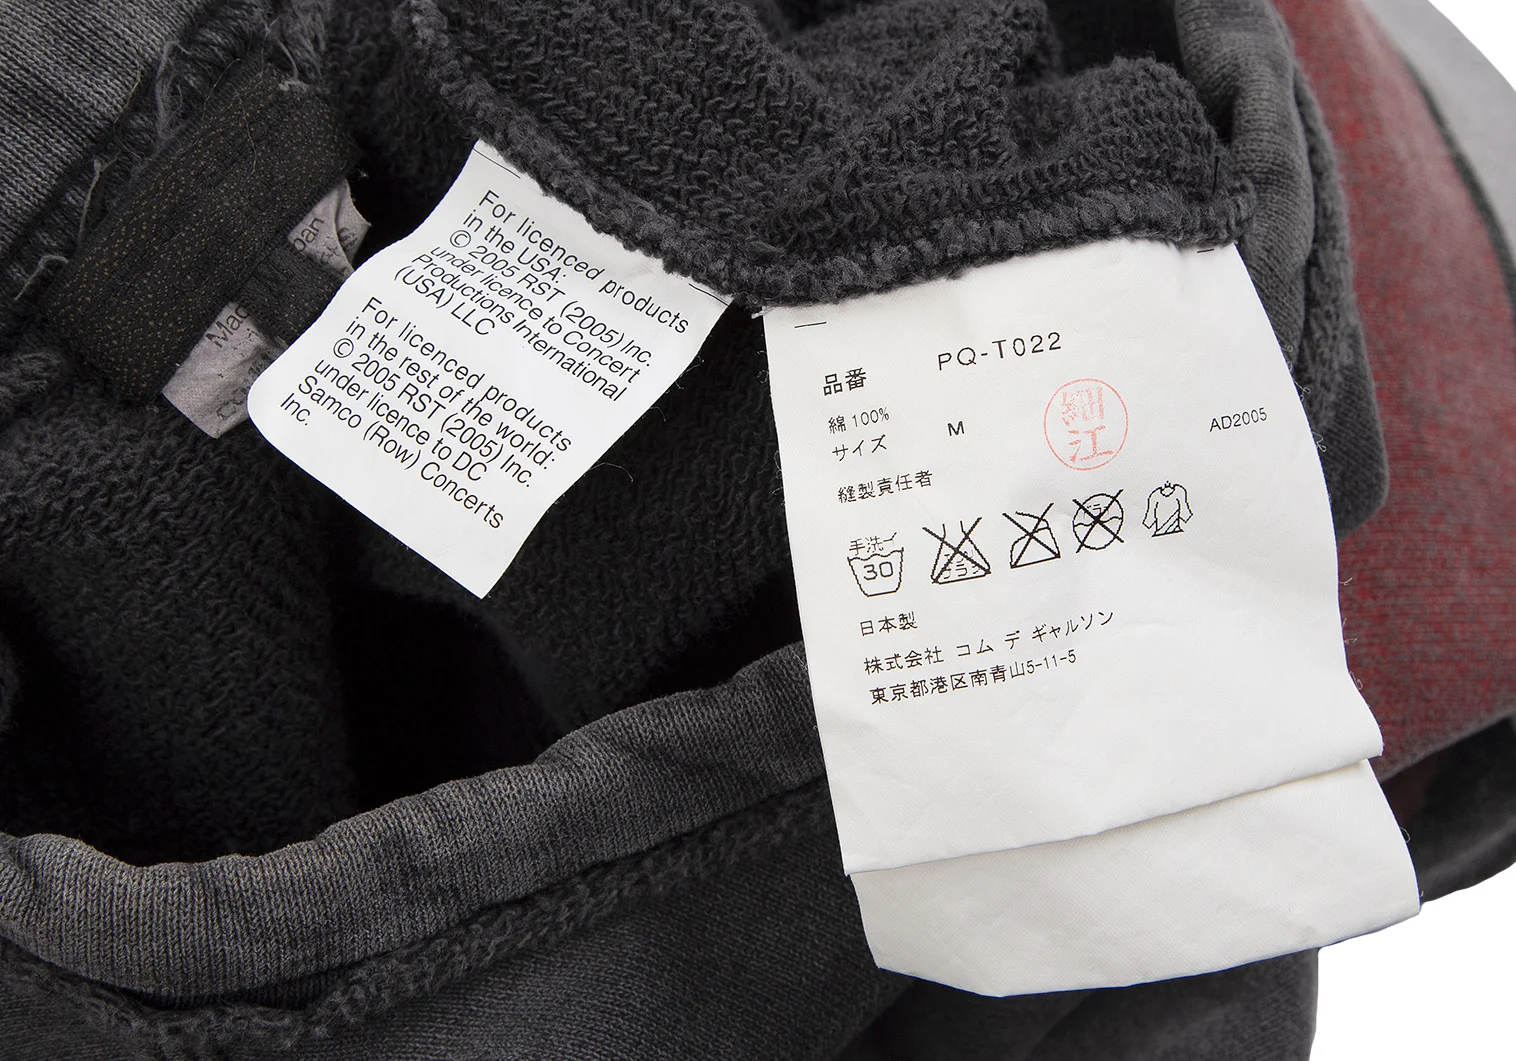 For licenced products
in the USA:
© 2005 RST (2005) Inc.
under licence to Concert
Productions International
(USA) LLC
For licenced products
in the rest of the world:
© 2005 RST (2005) Inc.
under licence to DC
Samco (Row) Concerts
Inc.
品番 PQ-T022
綿 100%
サイズ M
細江
AD2005
縫製責任者
手洗イ
30
日本製
株式会社 コム デ ギャルソン
東京都港区南青山5-11-5